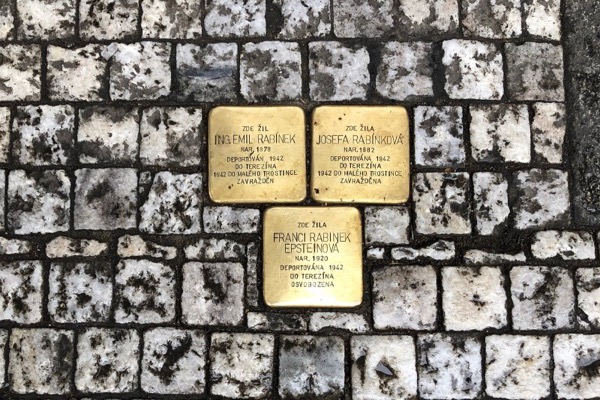 ZDE ŽIL
ING. EMIL RABÍNEK
NAR. 1878
DEPORTOVÁN 1942
DO TEREZÍNA
1942 DO MALÉHO TROSTINCE
ZAVRAŽDĚN
ZDE ŽILA
JOSEFA RABÍNKOVÁ
NAR. 1882
DEPORTOVÁNA 1942
DO TEREZÍNA
1942 DO MALÉHO TROSTINCE
ZAVRAŽDĚNA
ZDE ŽILA
FRANCI RABINEK
EPSTEINOVÁ
NAR. 1920
DEPORTOVÁNA 1942
DO TEREZÍNA
OSVOBOZENA